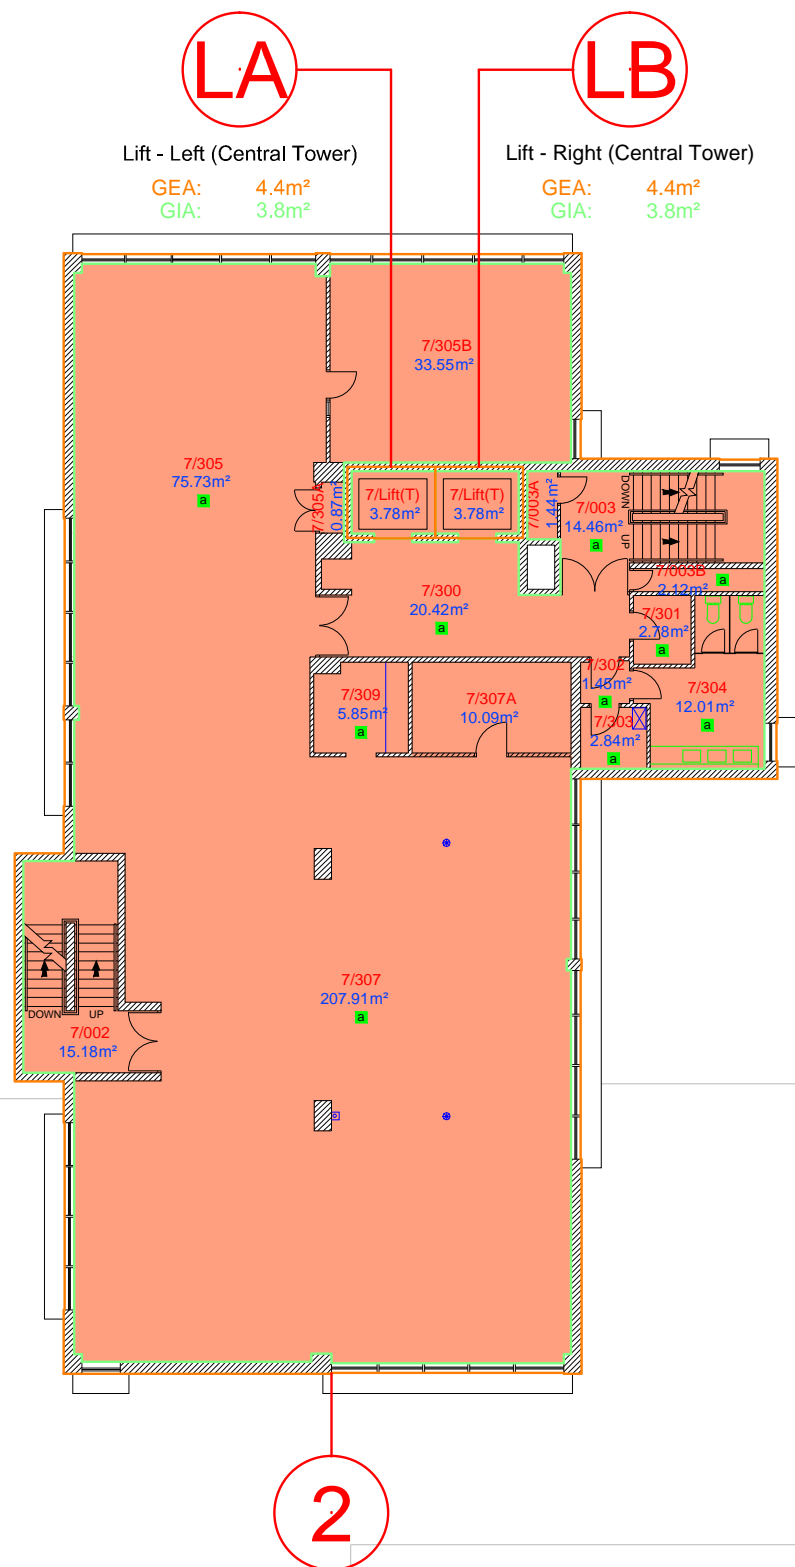 LA
LB
Lift - Left (Central Tower)
Lift - Right (Central Tower)
GEA: 4.4m²
GIA: 3.8m²
GEA: 4.4m²
GIA: 3.8m²
7/305B
33.55m²
7/305
75.73m²
a
7/305A
0.87m²
7/Lift(T)
3.78m²
7/Lift(T)
3.78m²
7/003A
1.44m²
7/003
14.46m²
a
DOWN
UP
7/003B
2.12m²
a
7/300
20.42m²
a
7/301
2.78m²
a
7/302
1.45m²
a
7/303
2.84m²
a
7/304
12.01m²
a
7/309
5.85m²
a
7/307A
10.09m²
7/307
207.91m²
a
DOWN
UP
7/002
15.18m²
2